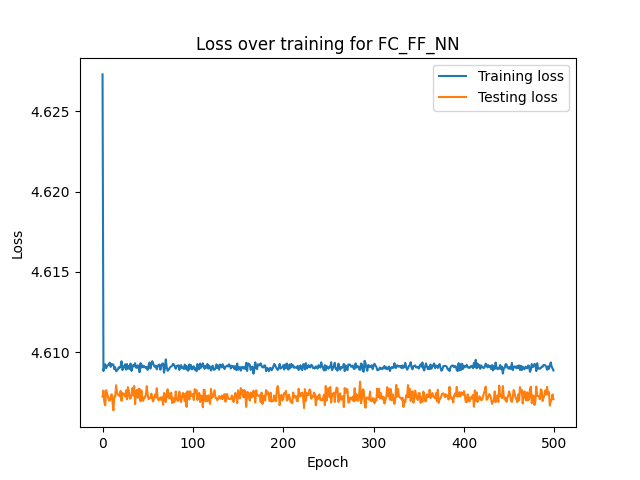 Loss over training for FC_FF_NN
Training loss
Testing loss
4.625
4.620
4.615
4.610
Loss
0
100
200
300
400
500
Epoch